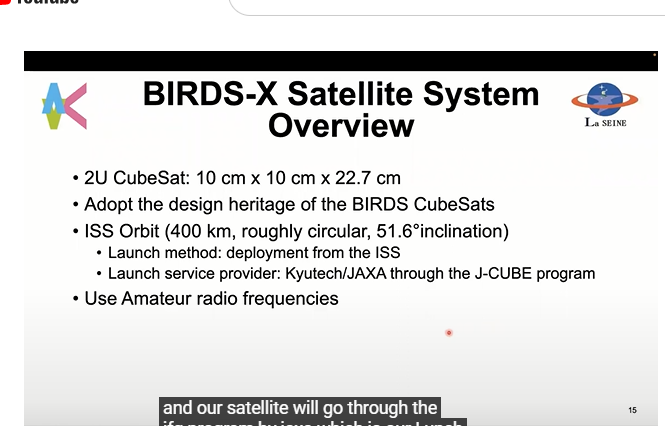 YouTube
BIRDS-X Satellite System
Overview
La SEINE
• 2U CubeSat: 10 cm x 10 cm x 22.7 cm
• Adopt the design heritage of the BIRDS CubeSats
• ISS Orbit (400 km, roughly circular, 51.6°inclination)
• Launch method: deployment from the ISS
• Launch service provider: Kyutech/JAXA through the J-CUBE program
• Use Amateur radio frequencies
and our satellite will go through the
15